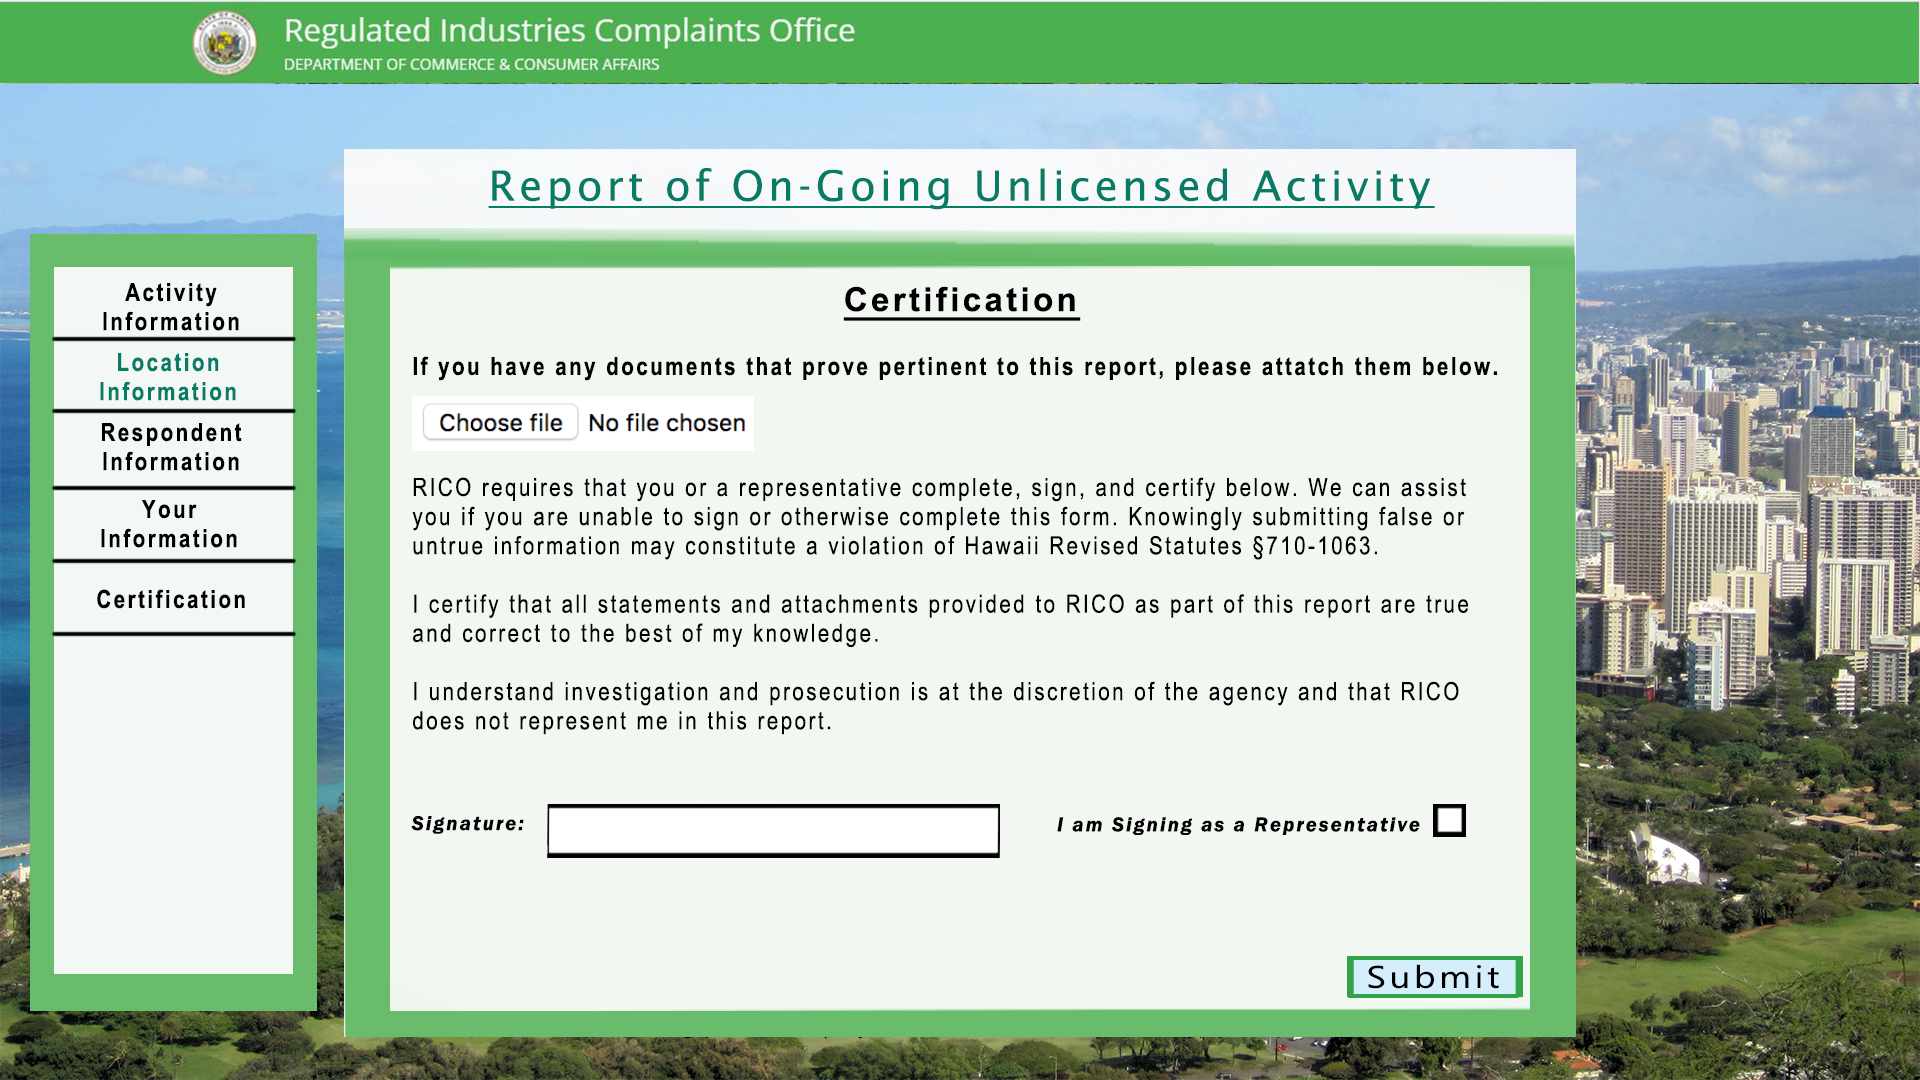 Regulated Industries Complaints Office
DEPARTMENT OF COMMERCE & CONSUMER AFFAIRS
Report of On-Going Unlicensed Activity
Activity
Information
Location
Information
Respondent
Information
Your
Information
Certification
Certification
If you have any documents that prove pertinent to this report, please attatch them below.
Choose file No file chosen
RICO requires that you or a representative complete, sign, and certify below. We can assist
you if you are unable to sign or otherwise complete this form. Knowingly submitting false or
untrue information may constitute a violation of Hawaii Revised Statutes §710-1063.
I certify that all statements and attachments provided to RICO as part of this report are true
and correct to the best of my knowledge.
I understand investigation and prosecution is at the discretion of the agency and that RICO
does not represent me in this report.
Signature:
I am Signing as a Representative
Submit